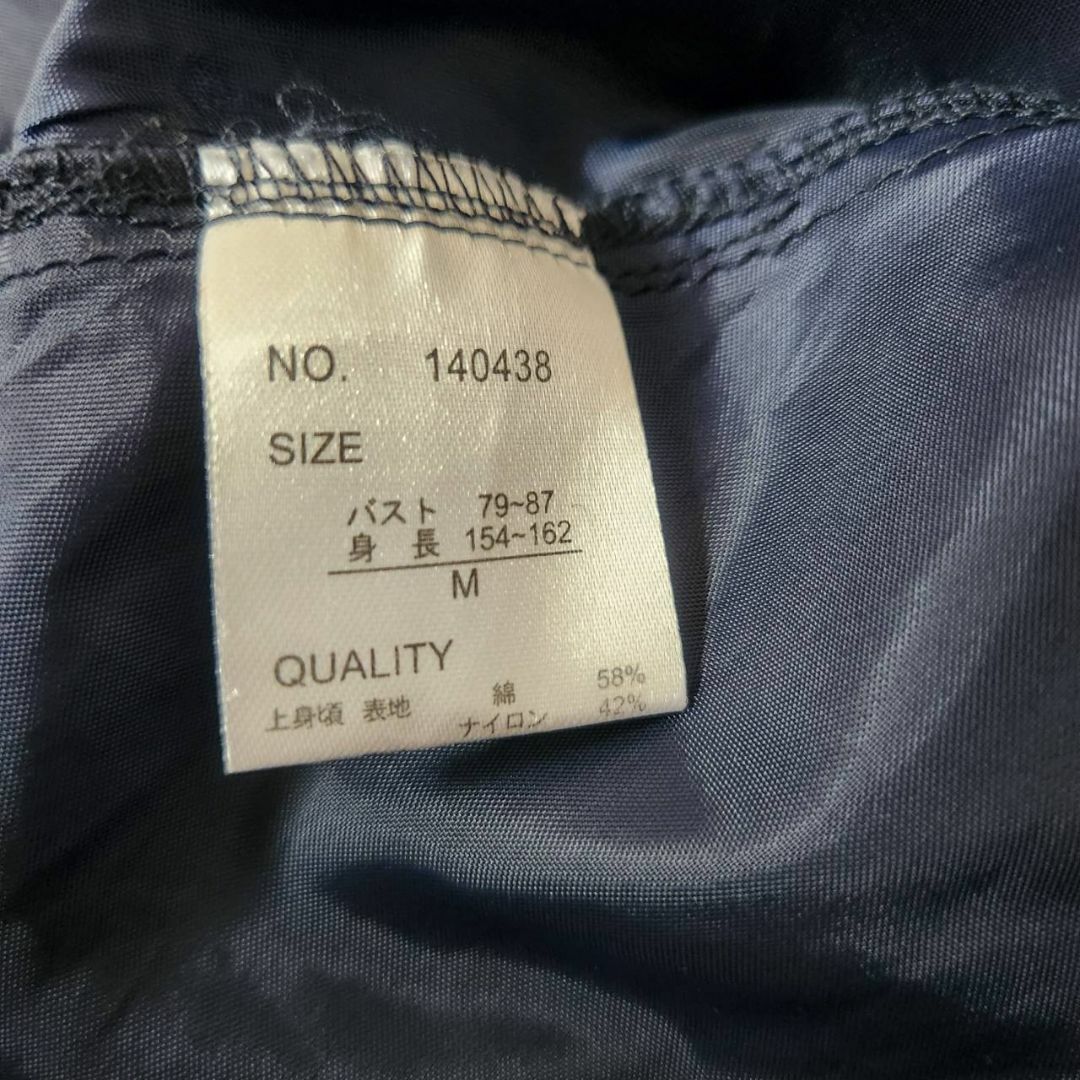 NO. 140438
SIZE
バスト 79~87
身 長 154~162
M
QUALITY
上身頃 表地 綿 58%
ナイロン 42%